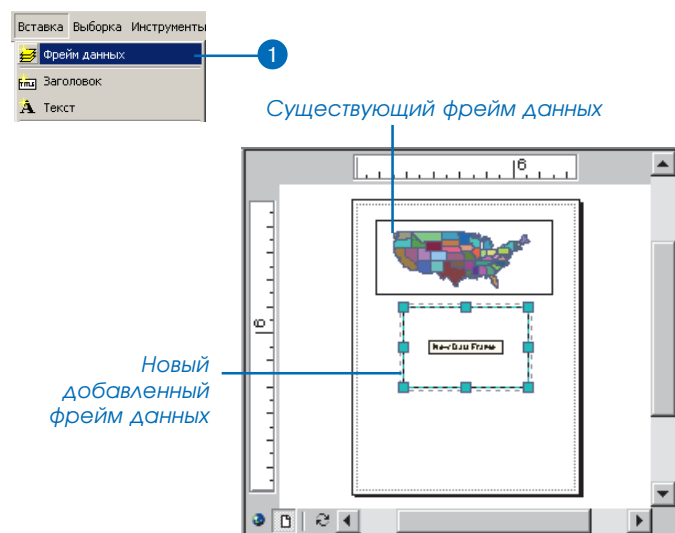 Вставка Выборка Инструменты
Фрейм данных
1
Заголовок
Текст
Существующий фрейм данных
6
6
New Data Frame
Новый
добавленный
фрейм данных